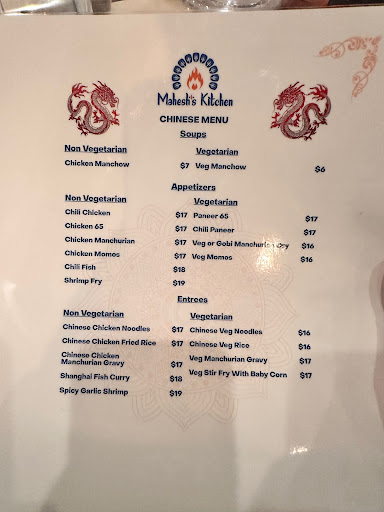 Mahesh's Kitchen
CHINESE MENU
Soups
Non Vegetarian
Vegetarian
Chicken Manchow $7
Veg Manchow $6
Appetizers
Non Vegetarian
Chili Chicken $17
Chicken 65 $17
Chicken Manchurian $17
Chicken Momos $17
Chili Fish $18
Shrimp Fry $19
Vegetarian
Paneer 65 $17
Chili Paneer $17
Veg or Gobi Manchurian Dry $16
Veg Momos $16
Entrees
Non Vegetarian
Chinese Chicken Noodles $17
Chinese Chicken Fried Rice $17
Chinese Chicken
Manchurian Gravy $17
Shanghai Fish Curry $18
Spicy Garlic Shrimp $19
Vegetarian
Chinese Veg Noodles $16
Chinese Veg Rice $16
Veg Manchurian Gravy $17
Veg Stir Fry With Baby Corn $17